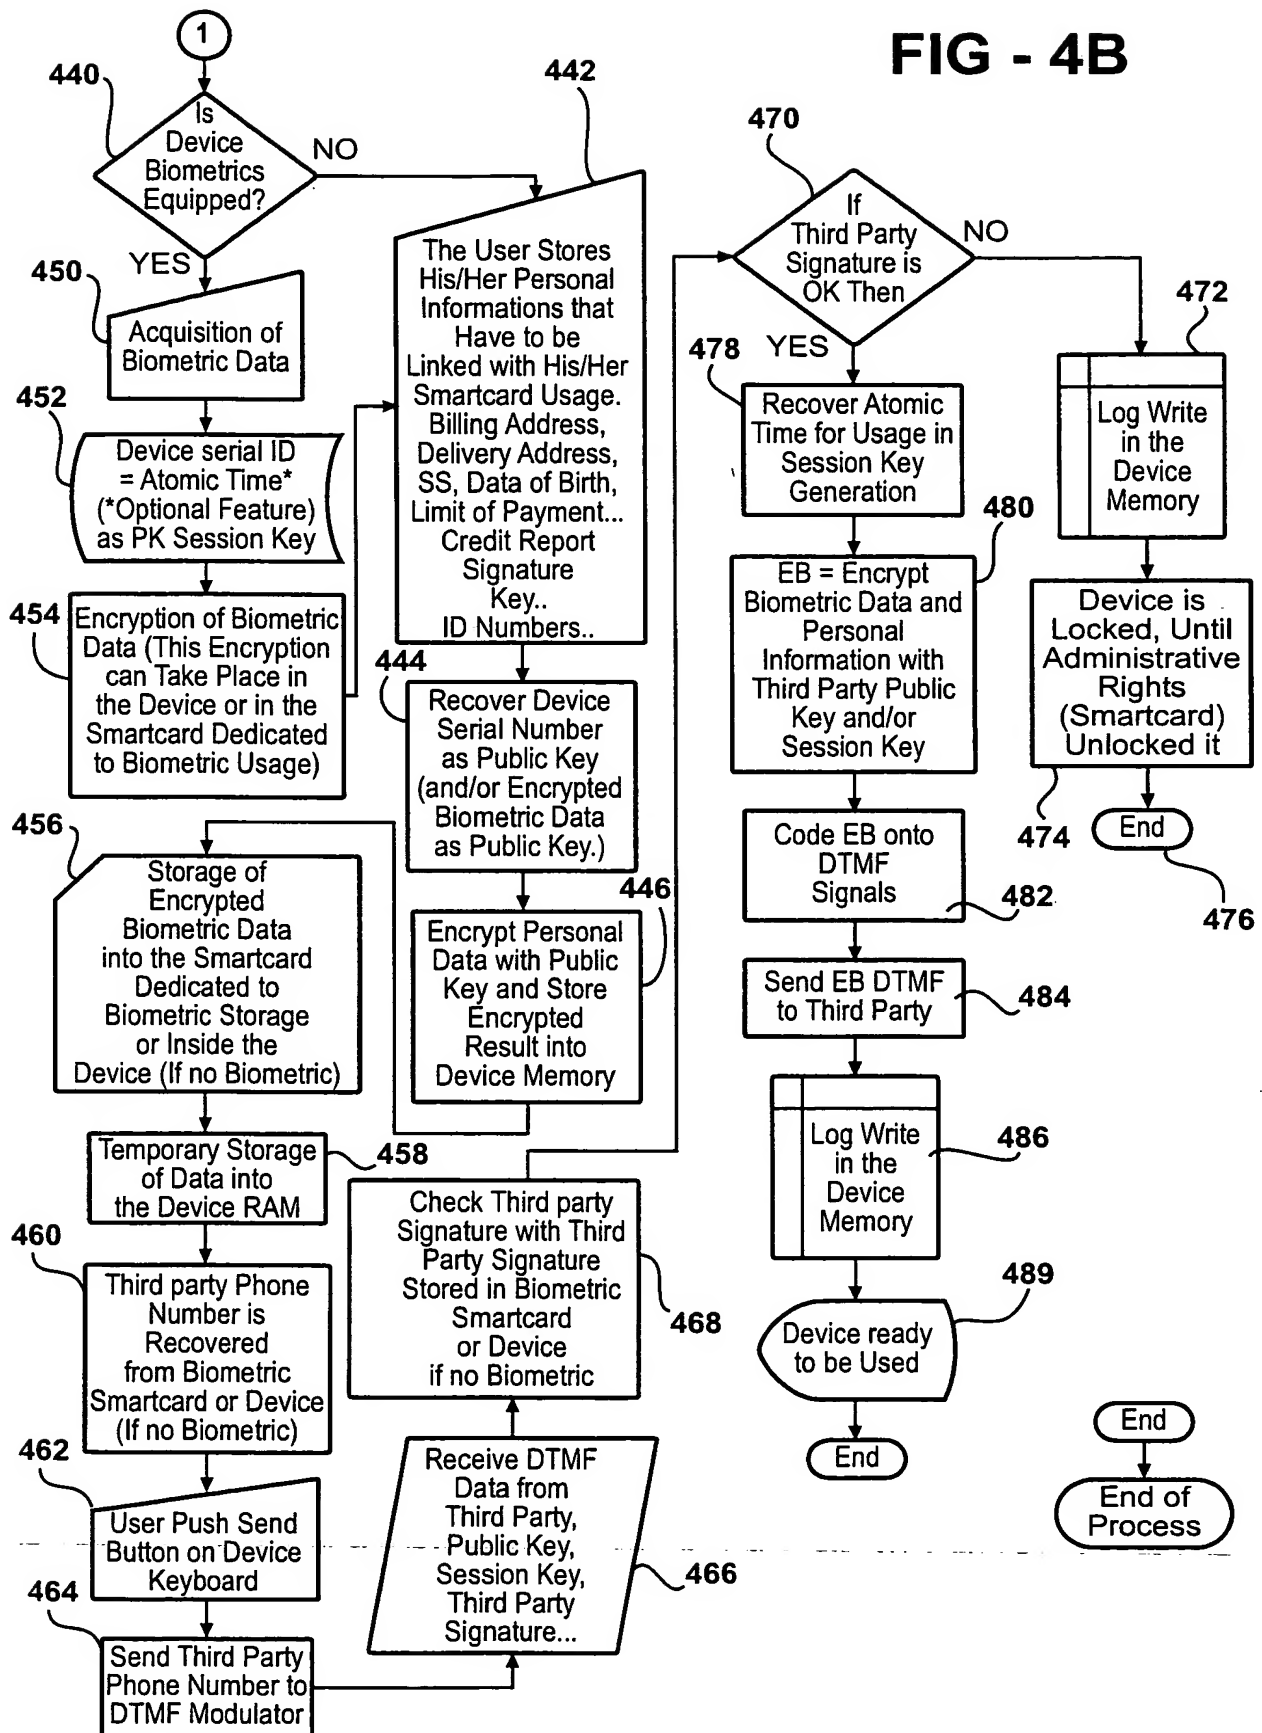 FIG - 4B
1
440
Is
Device
Biometrics
Equipped?
NO
YES
442
The User Stores
His/Her Personal
Informations that
Have to be
Linked with His/Her
Smartcard Usage.
Billing Address,
Delivery Address,
SS, Data of Birth,
Limit of Payment...
Credit Report
Signature
Key..
ID Numbers..
450
Acquisition of
Biometric Data
452
Device serial ID
= Atomic Time*
(*Optional Feature)
as PK Session Key
454
Encryption of Biometric
Data (This Encryption
can Take Place in
the Device or in the
Smartcard Dedicated
to Biometric Usage)
444
Recover Device
Serial Number
as Public Key
(and/or Encrypted
Biometric Data
as Public Key.)
446
Encrypt Personal
Data with Public
Key and Store
Encrypted
Result into
Device Memory
456
Storage of
Encrypted
Biometric Data
into the Smartcard
Dedicated to
Biometric Storage
or Inside the
Device (If no Biometric)
458
Temporary Storage
of Data into
the Device RAM
460
Third party Phone
Number is
Recovered
from Biometric
Smartcard or Device
(If no Biometric)
462
User Push Send
Button on Device
Keyboard
464
Send Third Party
Phone Number to
DTMF Modulator
466
Receive DTMF
Data from
Third Party,
Public Key,
Session Key,
Third Party
Signature...
468
Check Third party
Signature with Third
Party Signature
Stored in Biometric
Smartcard
or Device
if no Biometric
470
If
Third Party
Signature is
OK Then
NO
YES
472
Log Write
in the
Device
Memory
474
Device is
Locked, Until
Administrative
Rights
(Smartcard)
Unlocked it
End
476
478
Recover Atomic
Time for Usage in
Session Key
Generation
480
EB = Encrypt
Biometric Data and
Personal
Information with
Third Party Public
Key and/or
Session Key
Code EB onto
DTMF
Signals
482
Send EB DTMF
to Third Party
484
Log Write
in the
Device
Memory
486
489
Device ready
to be Used
End
End
End of
Process